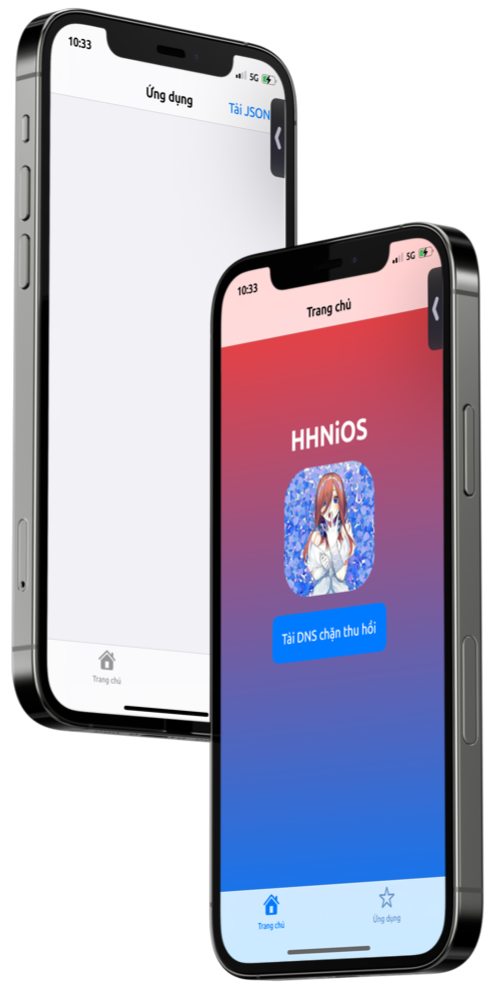 10:33
5G
Ứng dụng
Tải JSON
Trang chủ
10:33
5G
Trang chủ
HHNiOS
Tải DNS chặn thu hồi
Trang chủ
Ứng dụng